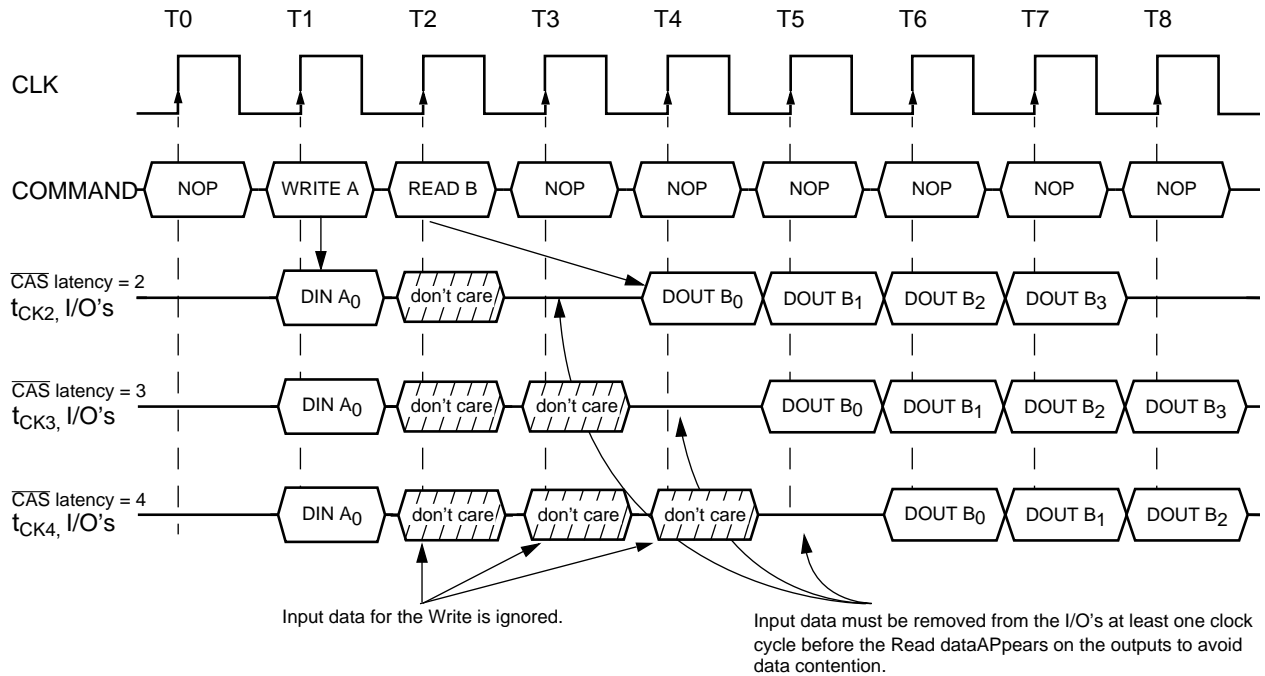 T0 T1 T2 T3 T4 T5 T6 T7 T8
CLK
COMMAND NOP WRITE A READ B NOP NOP NOP NOP NOP NOP
CAS latency = 2
tCK2, I/O's DIN A0 don't care DOUT B0 DOUT B1 DOUT B2 DOUT B3
CAS latency = 3
tCK3, I/O's DIN A0 don't care don't care DOUT B0 DOUT B1 DOUT B2 DOUT B3
CAS latency = 4
tCK4, I/O's DIN A0 don't care don't care don't care DOUT B0 DOUT B1 DOUT B2
Input data for the Write is ignored.
Input data must be removed from the I/O's at least one clock
cycle before the Read dataAPpears on the outputs to avoid
data contention.